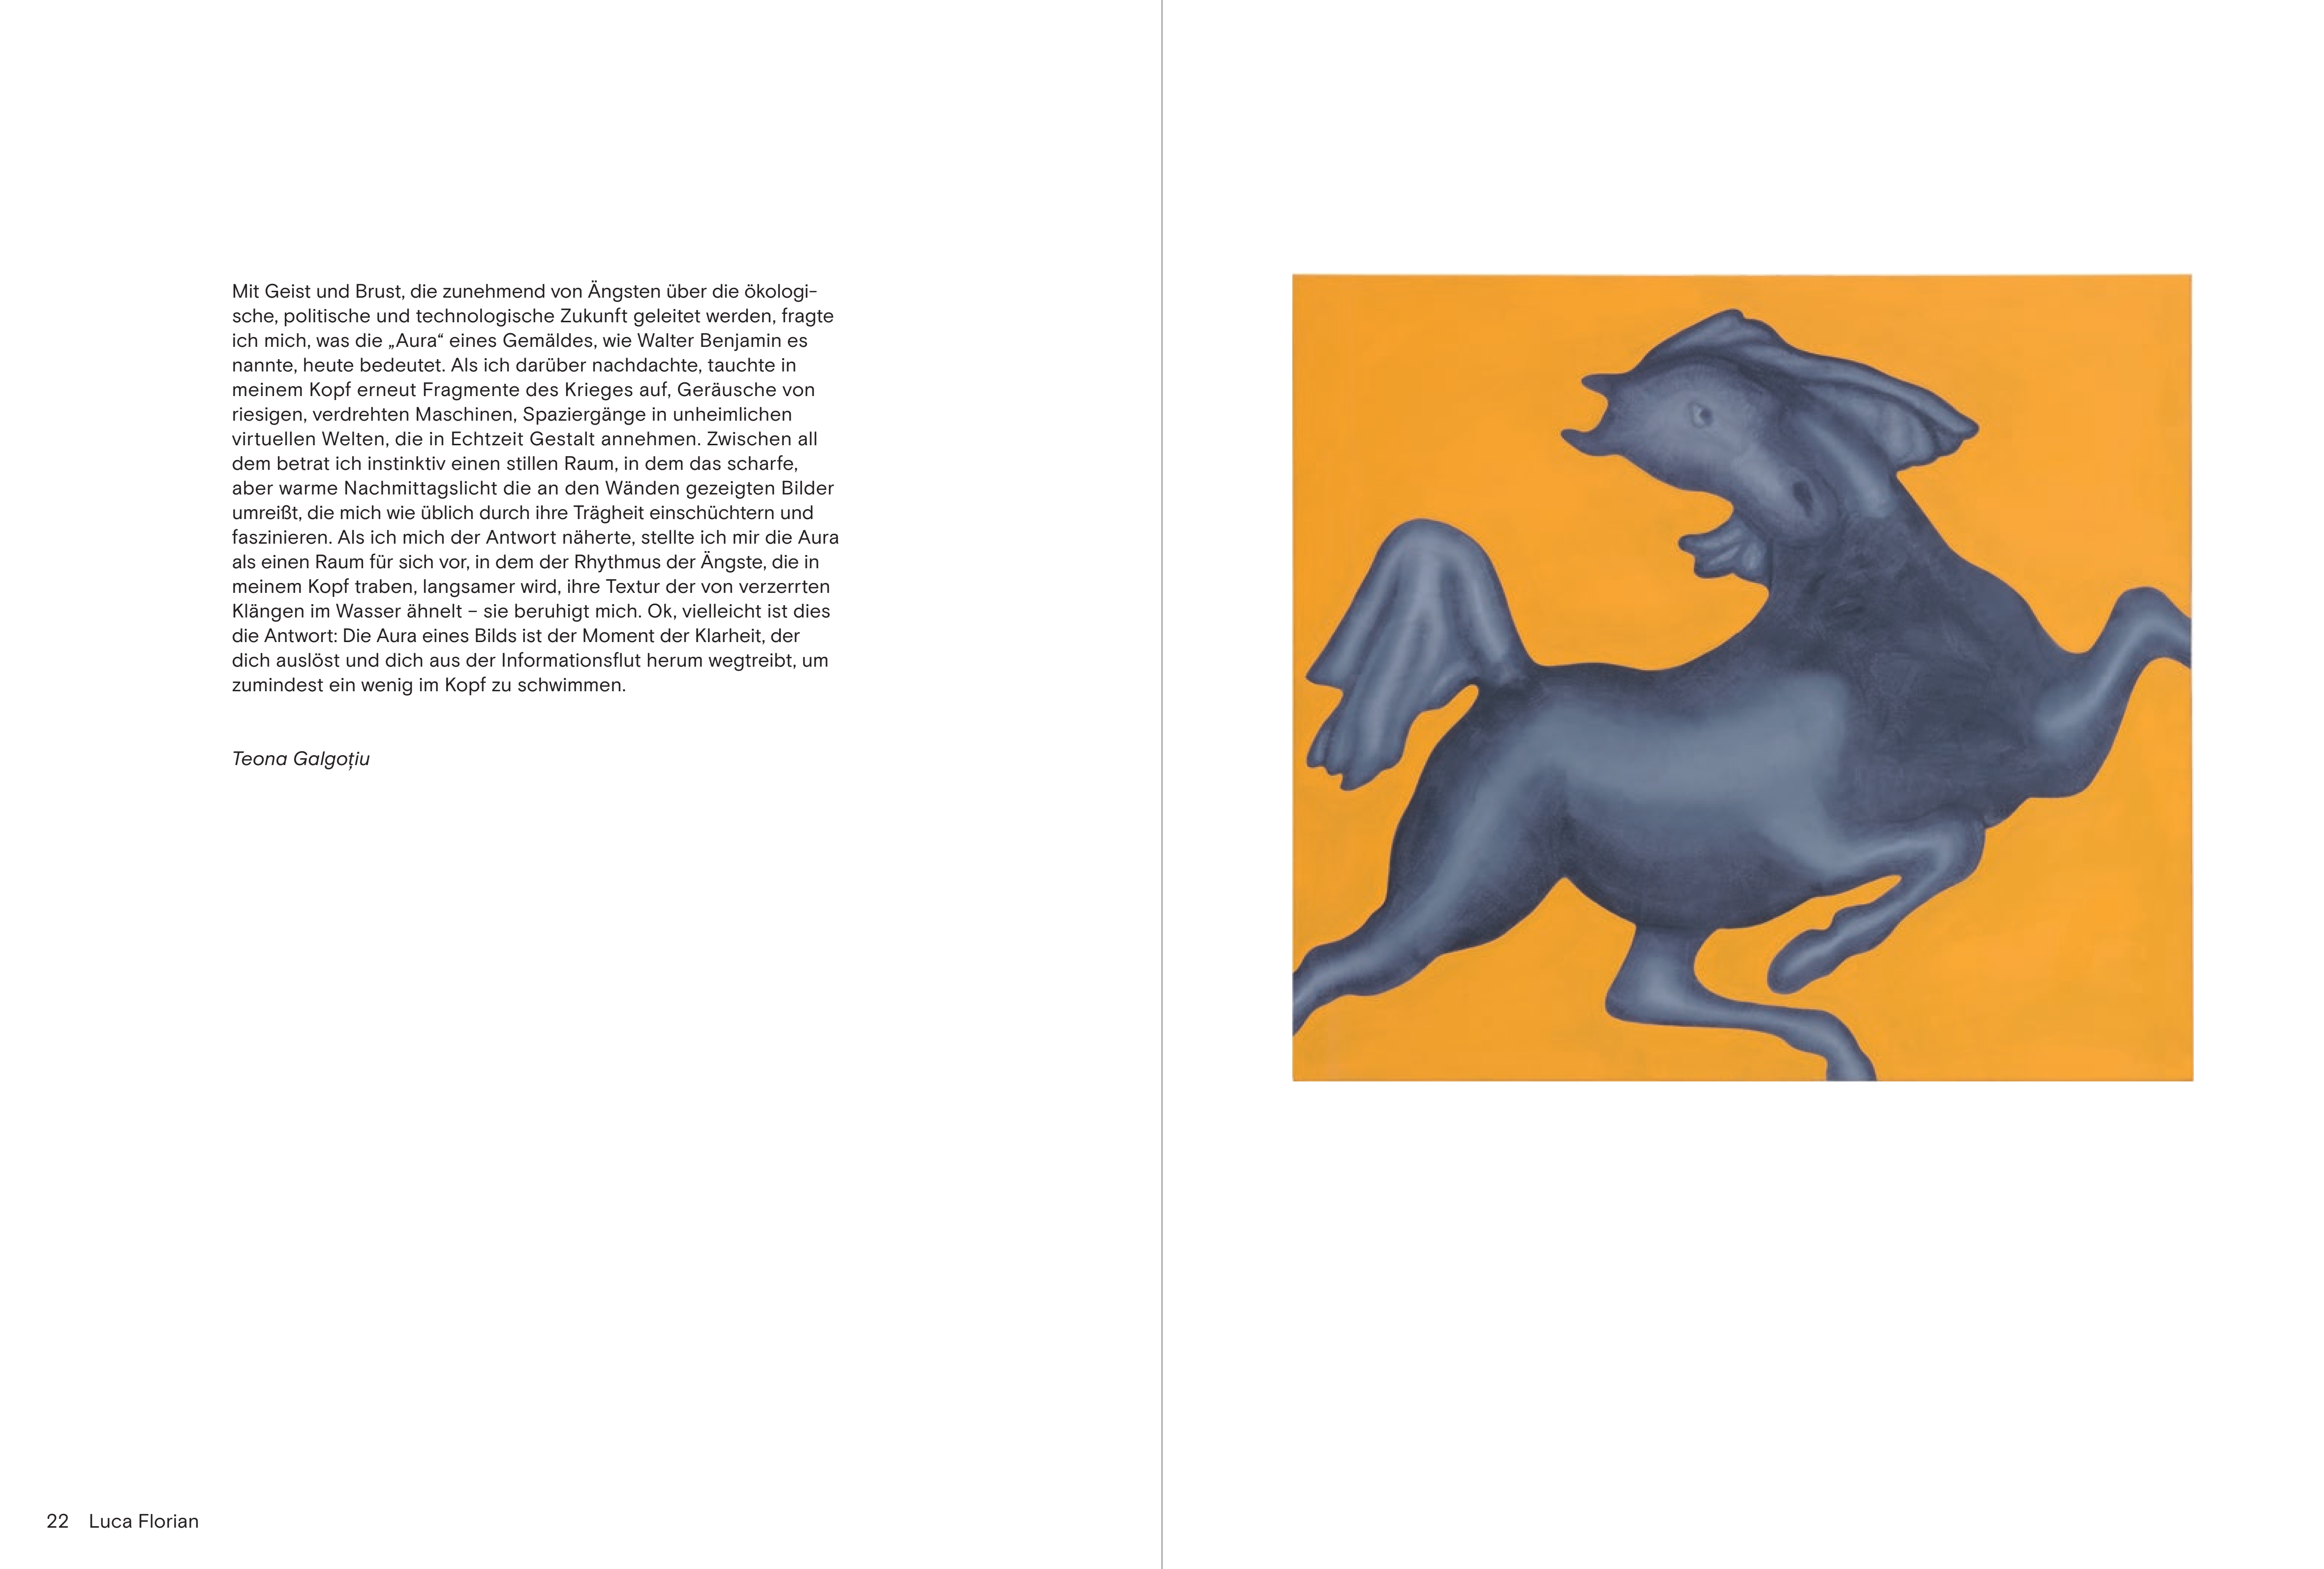 Mit Geist und Brust, die zunehmend von Ängsten über die ökologi-
sche, politische und technologische Zukunft geleitet werden, fragte
ich mich, was die „Aura“ eines Gemäldes, wie Walter Benjamin es
nannte, heute bedeutet. Als ich darüber nachdachte, tauchte in
meinem Kopf erneut Fragmente des Krieges auf, Geräusche von
riesigen, verdrehten Maschinen, Spaziergänge in unheimlichen
virtuellen Welten, die in Echtzeit Gestalt annehmen. Zwischen all
dem betrat ich instinktiv einen stillen Raum, in dem das scharfe,
aber warme Nachmittagslicht die an den Wänden gezeigten Bilder
umreißt, die mich wie üblich durch ihre Trägheit einschüchtern und
faszinieren. Als ich mich der Antwort näherte, stellte ich mir die Aura
als einen Raum für sich vor, in dem der Rhythmus der Ängste, die in
meinem Kopf traben, langsamer wird, ihre Textur der von verzerrten
Klängen im Wasser ähnelt – sie beruhigt mich. Ok, vielleicht ist dies
die Antwort: Die Aura eines Bilds ist der Moment der Klarheit, der
dich auslöst und dich aus der Informationsflut herum wegtreibt, um
zumindest ein wenig im Kopf zu schwimmen.
Teona Galgoțiu
22 Luca Florian